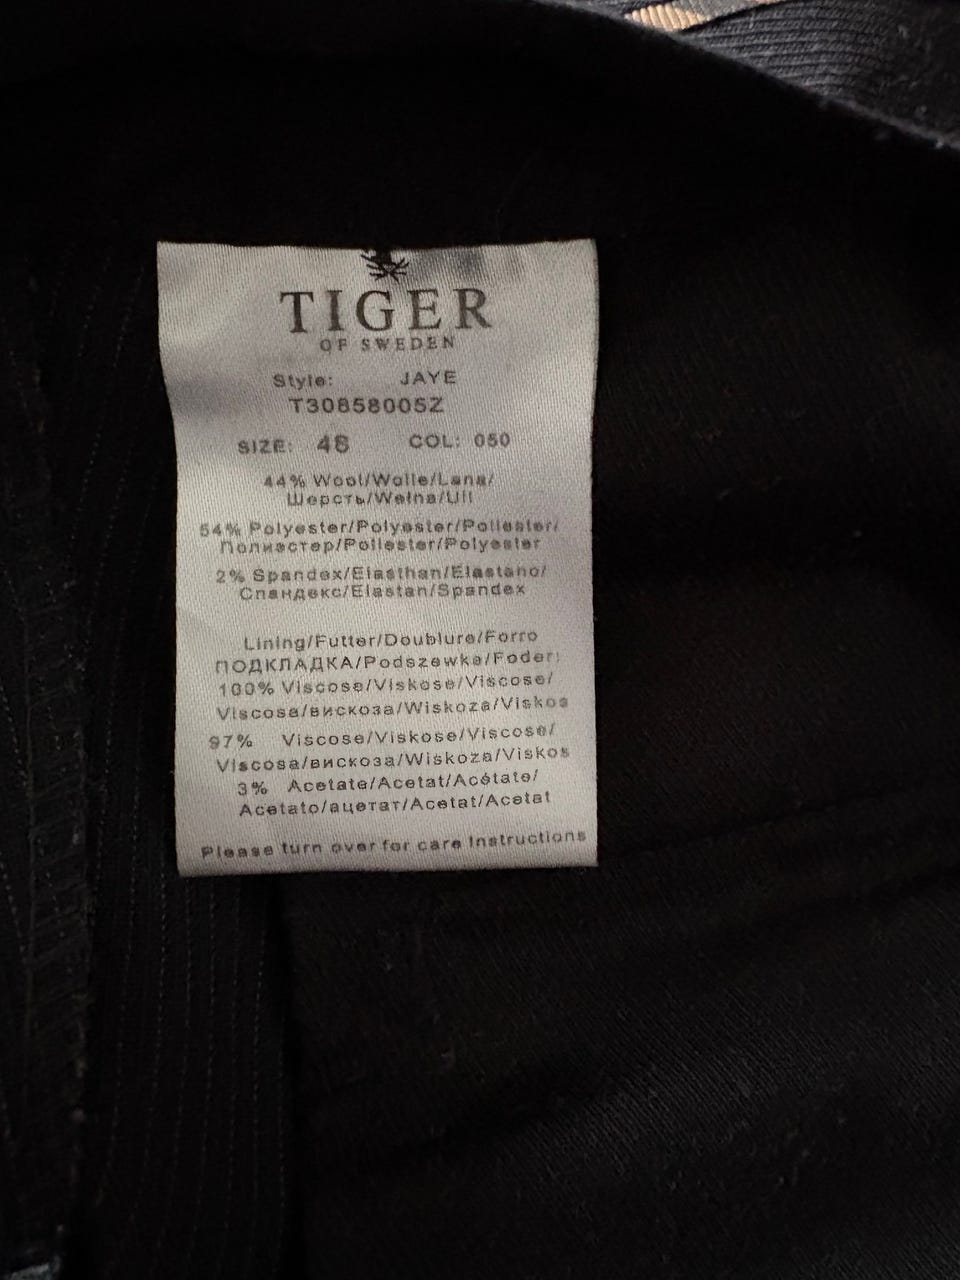 TIGER
OF SWEDEN
Style: JAYE
T30858005Z
SIZE: 48 COL: 050
44% Wool/Wolle/Lana/
Шерсть/Wełna/Ull
54% Polyester/Polyester/Poliester/
Полиэстер/Poliester/Polyester
2% Spandex/Elasthan/Elastano/
Спандекс/Elastan/Spandex
Lining/Futter/Doublure/Forro
ПОДКЛАДКА/Podszewka/Foder:
100% Viscose/Viskose/Viscose/
Viscosa/вискоза/Wiskoza/Viskos
97% Viscose/Viskose/Viscose/
Viscosa/вискоза/Wiskoza/Viskos
3% Acetate/Acetat/Acétate/
Acetato/ацетат/Acetat/Acetat
Please turn over for care instructions